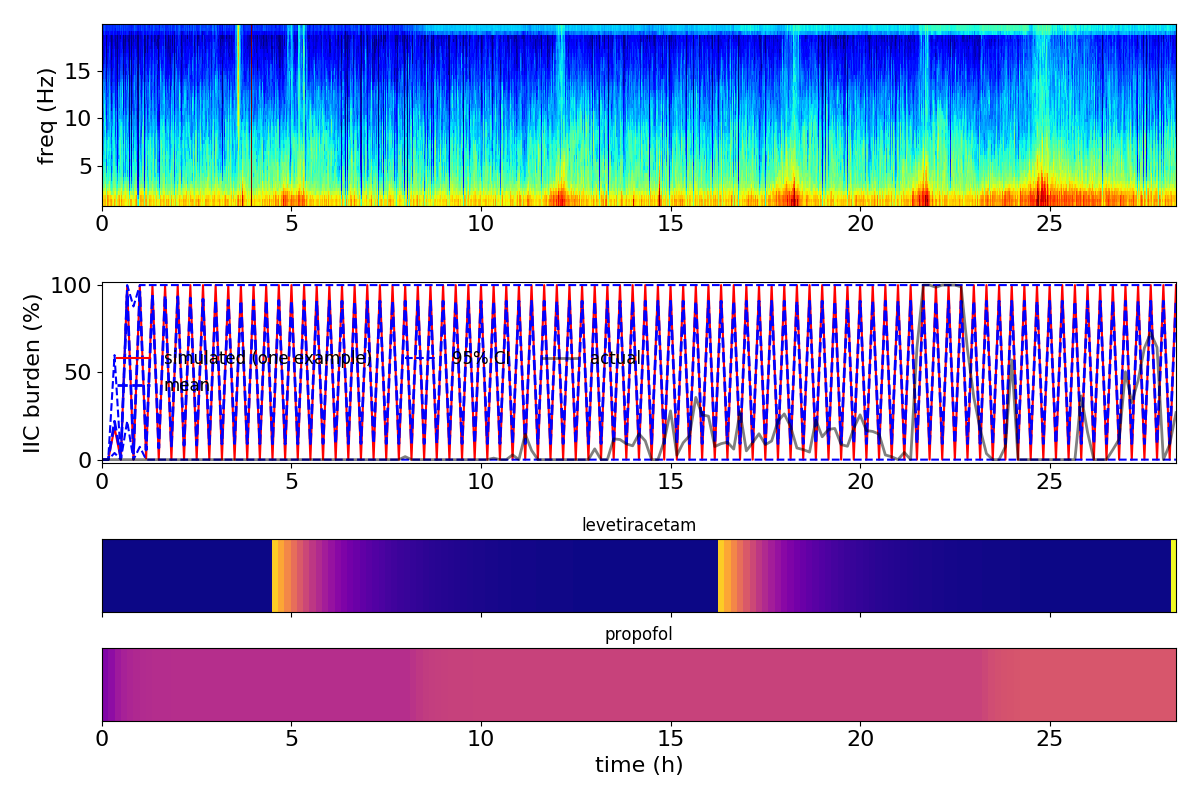 freq (Hz)
15
10
5
0 5 10 15 20 25
IIC burden (%)
100
50
0
simulated (one example) 95% CI actual
mean
0 5 10 15 20 25
levetiracetam
propofol
0 5 10 15 20 25
time (h)